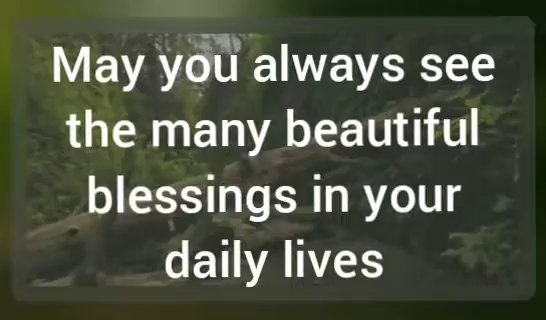 May you always see
the many beautiful
blessings in your
daily lives